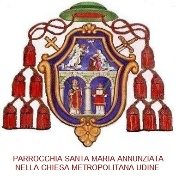 PARROCCHIA SANTA MARIA ANNUNZIATA
NELLA CHIESA METROPOLITANA UDINE